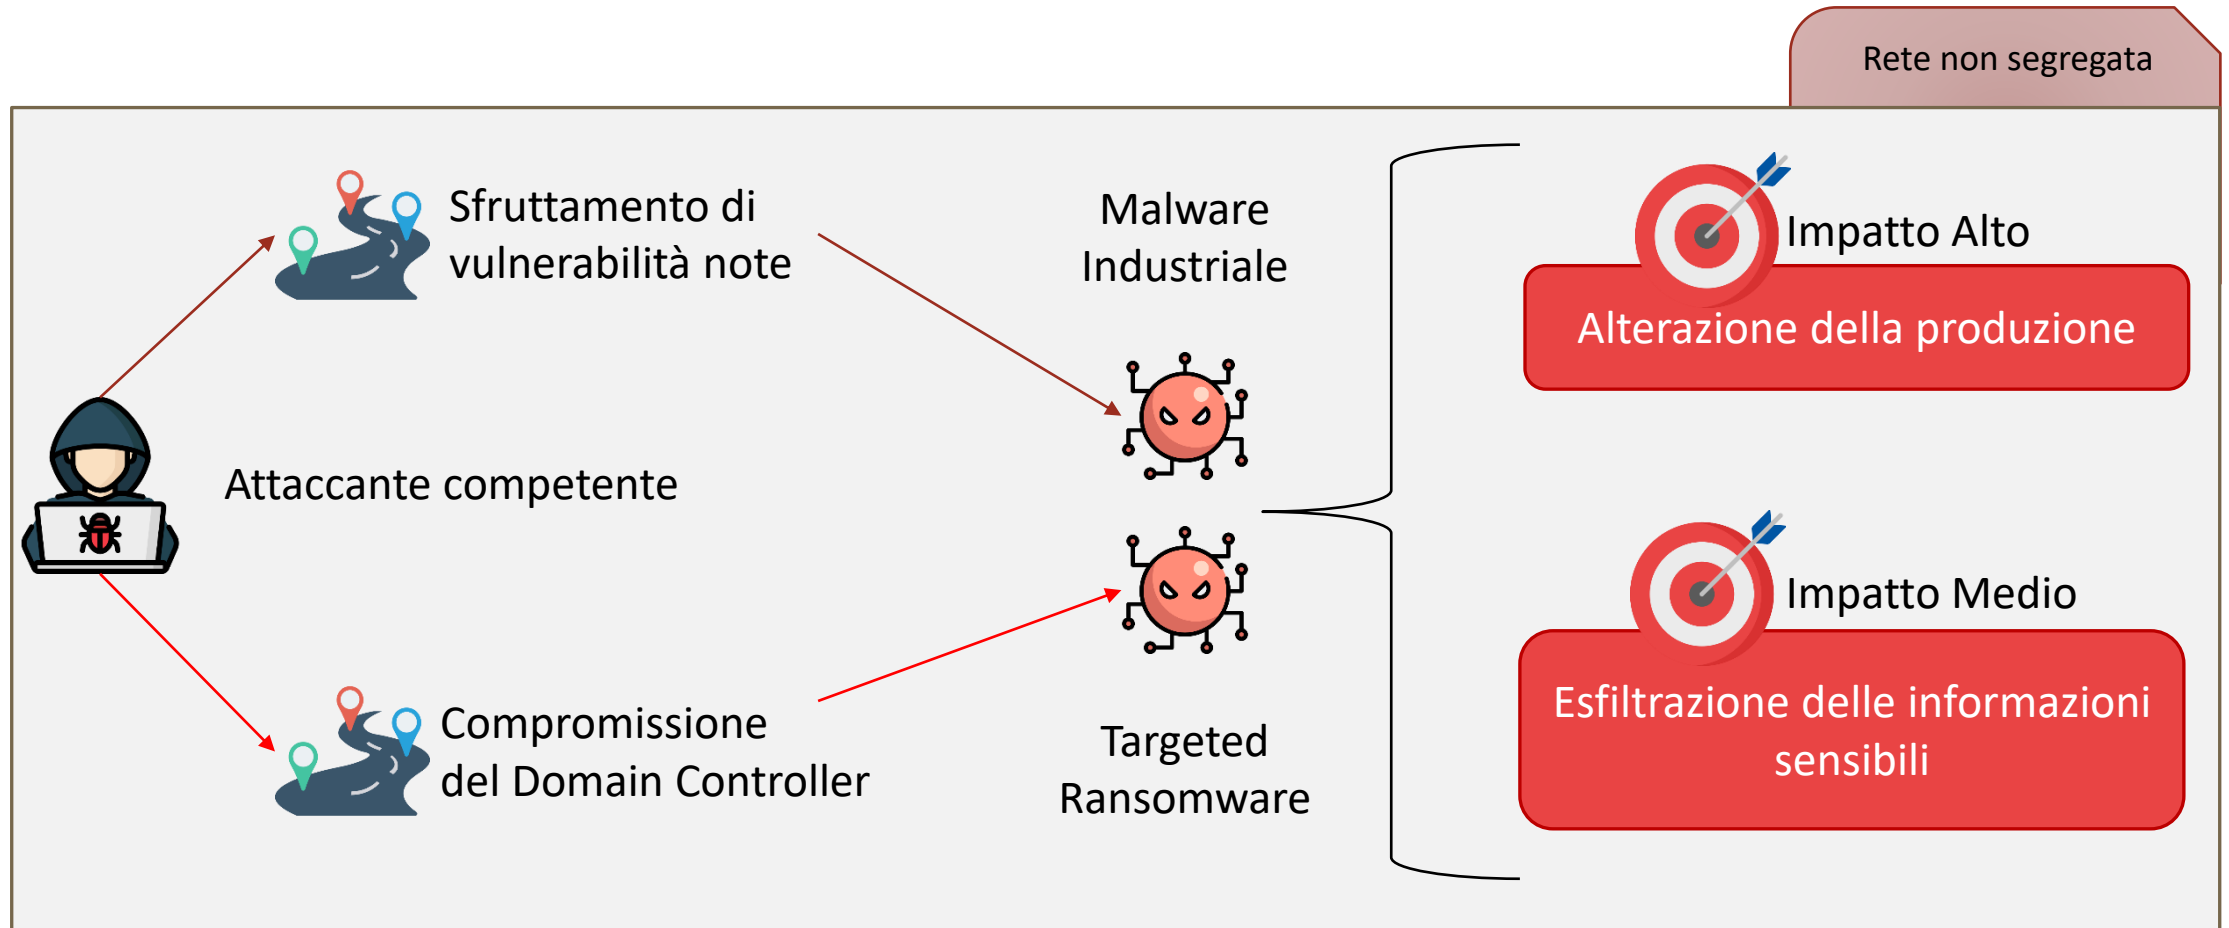 Rete non segregata
Sfruttamento di
vulnerabilità note
Malware
Industriale
Impatto Alto
Alterazione della produzione
Attaccante competente
Impatto Medio
Esfiltrazione delle informazioni
sensibili
Compromissione
del Domain Controller
Targeted
Ransomware